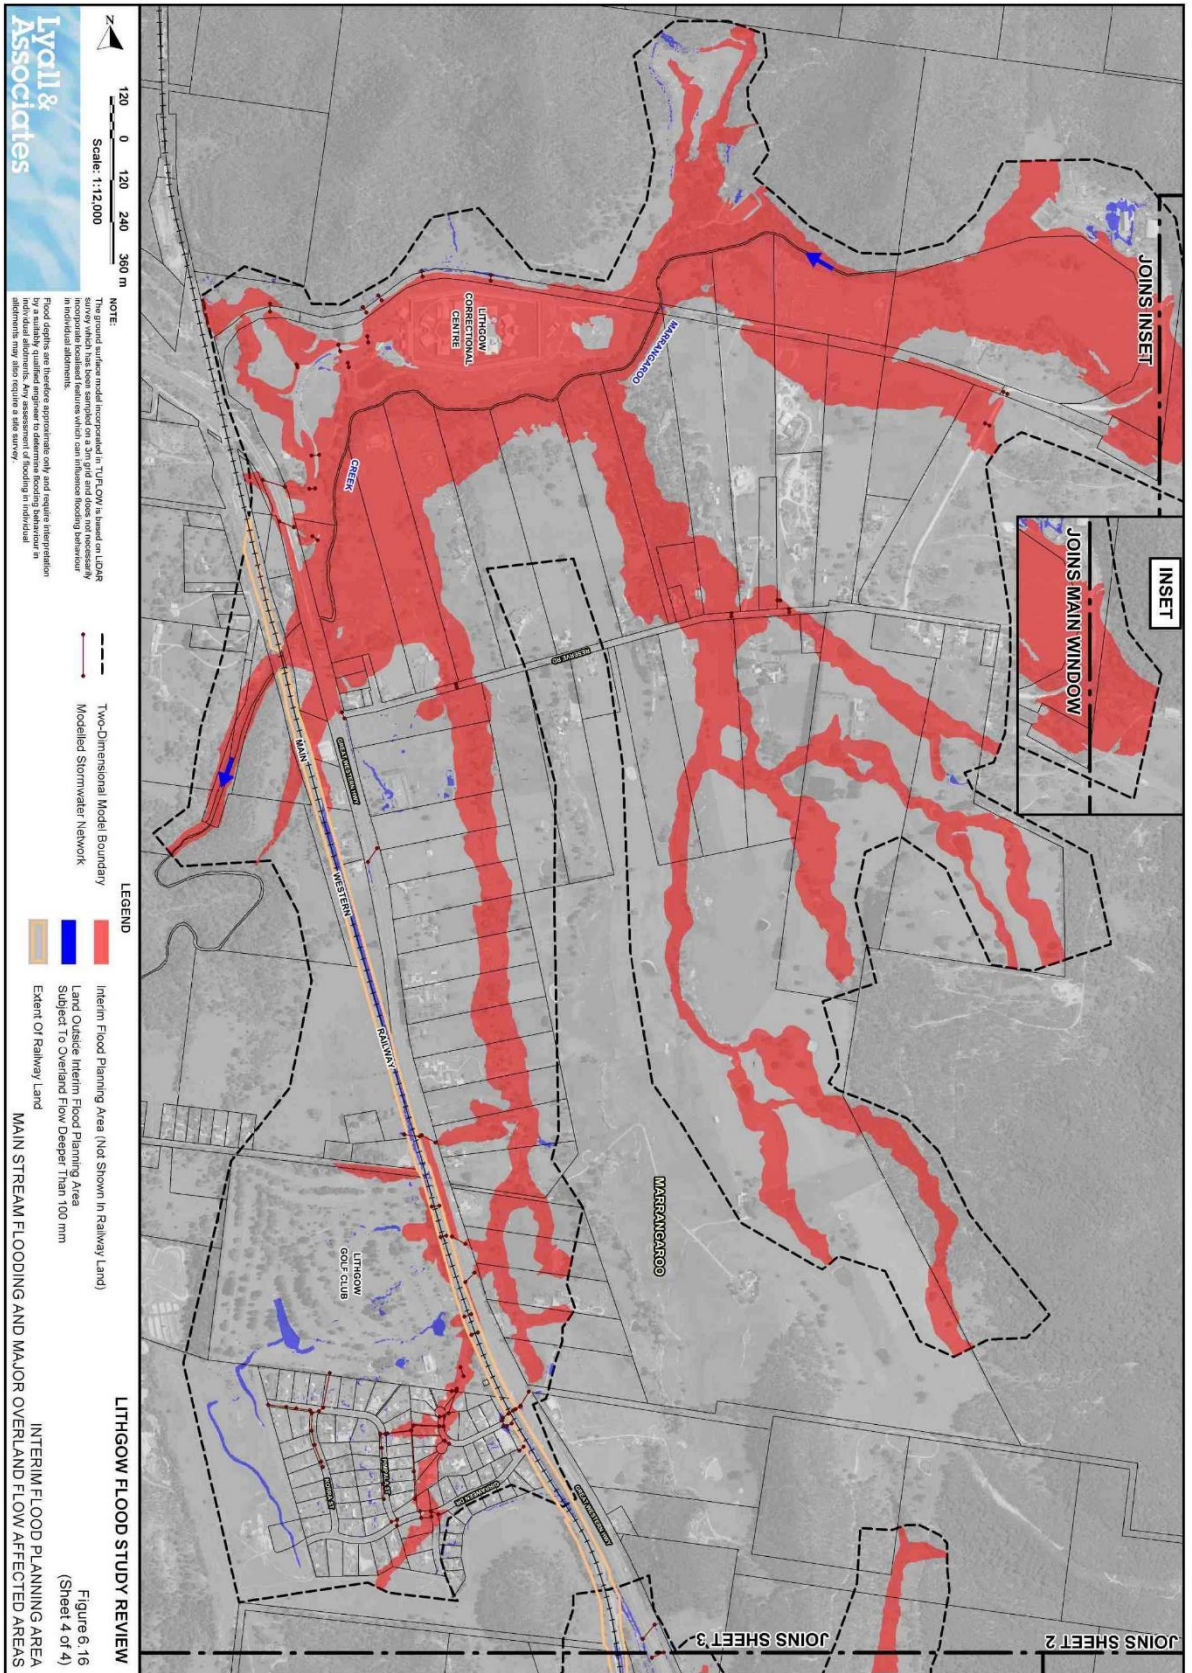 INSET
JOINS MAIN WINDOW
JOINS INSET
JOINS SHEET 2
JOINS SHEET 3
MARRANGAROO
CREEK
LITHGOW
CORRECTIONAL
CENTRE
RESERVE RD
MARRANGAROO
GREAT WESTERN HWY
MAIN
WESTERN
RAILWAY
LITHGOW
GOLF CLUB
GREAT WESTERN HWY
N
120 0 120 240 360 m
Scale: 1:12,000
Lyall &
Associates
NOTE:
The ground surface model incorporated in TUFLOW is based on LiDAR
survey which has been sampled on a 3m grid and does not necessarily
incorporate localised features which can influence flooding behaviour
in individual allotments.
Flood depths are therefore approximate only and require interpretation
by a suitably qualified engineer to determine flooding behaviour in
individual allotments. Any assessment of flooding in individual
allotments may also require a site survey.
LEGEND
Two-Dimensional Model Boundary
Modelled Stormwater Network
Interim Flood Planning Area (Not Shown In Railway Land)
Land Outside Interim Flood Planning Area
Subject To Overland Flow Deeper Than 100 mm
Extent Of Railway Land
LITHGOW FLOOD STUDY REVIEW
Figure 6.16
(Sheet 4 of 4)
INTERIM FLOOD PLANNING AREA
MAIN STREAM FLOODING AND MAJOR OVERLAND FLOW AFFECTED AREAS